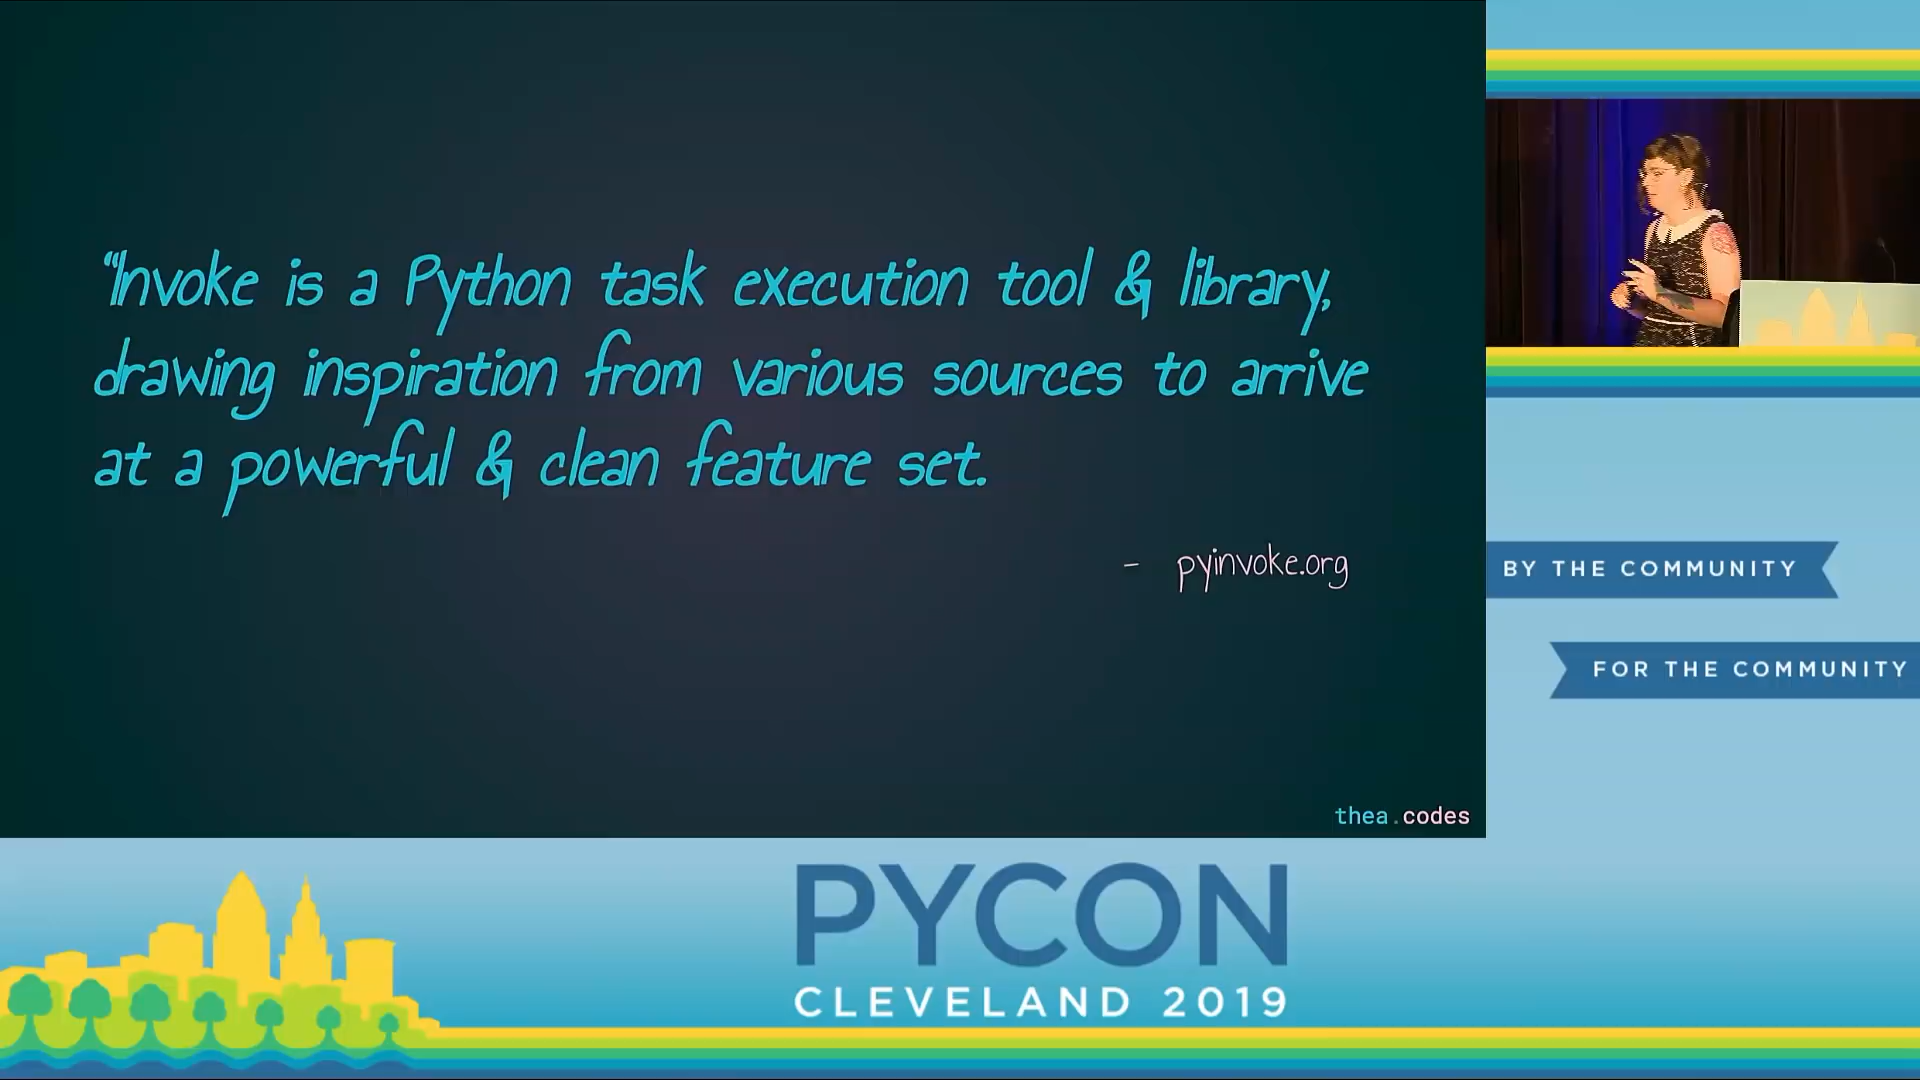 “Invoke is a Python task execution tool & library,
drawing inspiration from various sources to arrive
at a powerful & clean feature set.
- pyinvoke.org
thea.codes
BY THE COMMUNITY
FOR THE COMMUNITY
PYCON
CLEVELAND 2019